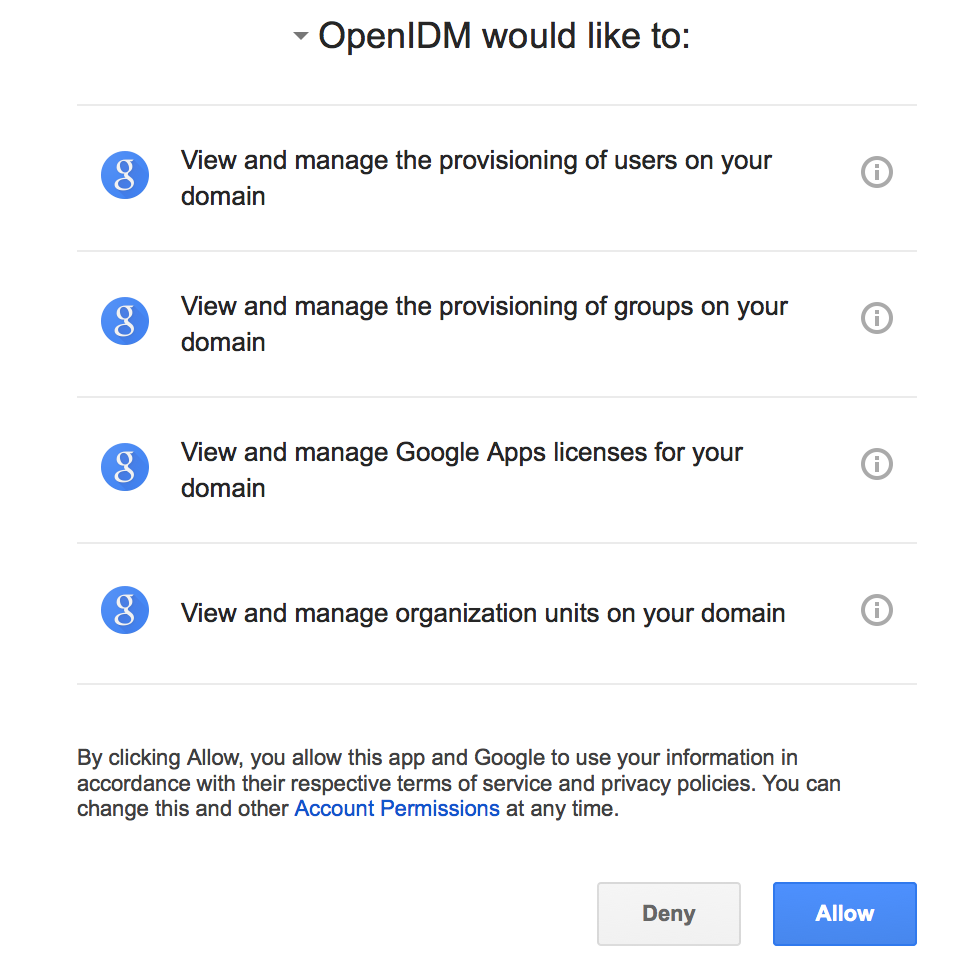 OpenIDM would like to:
View and manage the provisioning of users on your
domain
View and manage the provisioning of groups on your
domain
View and manage Google Apps licenses for your
domain
View and manage organization units on your domain
By clicking Allow, you allow this app and Google to use your information in
accordance with their respective terms of service and privacy policies. You can
change this and other Account Permissions at any time.
Deny
Allow